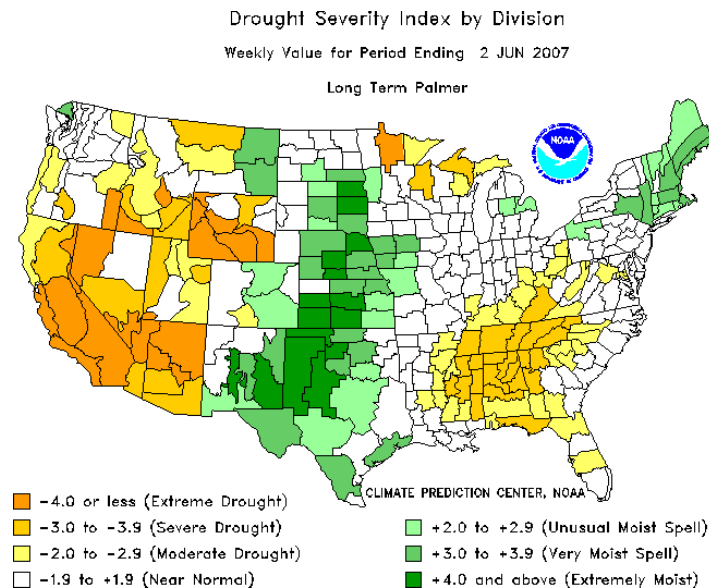 Drought Severity Index by Division
Weekly Value for Period Ending 2 JUN 2007
Long Term Palmer
NOAA
CLIMATE PREDICTION CENTER, NOAA
-4.0 or less (Extreme Drought)
-3.0 to -3.9 (Severe Drought)
-2.0 to -2.9 (Moderate Drought)
-1.9 to +1.9 (Near Normal)
+2.0 to +2.9 (Unusual Moist Spell)
+3.0 to +3.9 (Very Moist Spell)
+4.0 and above (Extremely Moist)